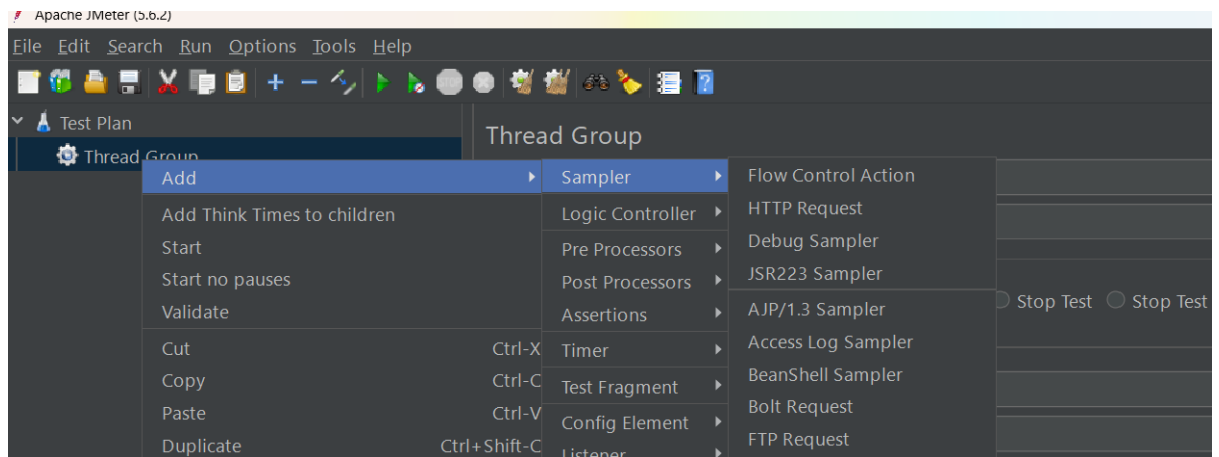 Apache JMeter (5.6.2)
File Edit Search Run Options Tools Help
STOP
Test Plan
Thread Group
Thread Group
Add
Add Think Times to children
Start
Start no pauses
Validate
Cut Ctrl-X
Copy Ctrl-C
Paste Ctrl-V
Duplicate Ctrl+Shift-C
Sampler
Logic Controller
Pre Processors
Post Processors
Assertions
Timer
Test Fragment
Config Element
Listener
Flow Control Action
HTTP Request
Debug Sampler
JSR223 Sampler
AJP/1.3 Sampler
Access Log Sampler
BeanShell Sampler
Bolt Request
FTP Request
Stop Test Stop Test